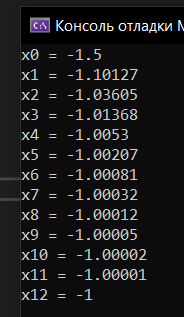 Консоль отладки M
x0 = -1.5
x1 = -1.10127
x2 = -1.03605
x3 = -1.01368
x4 = -1.0053
x5 = -1.00207
x6 = -1.00081
x7 = -1.00032
x8 = -1.00012
x9 = -1.00005
x10 = -1.00002
x11 = -1.00001
x12 = -1